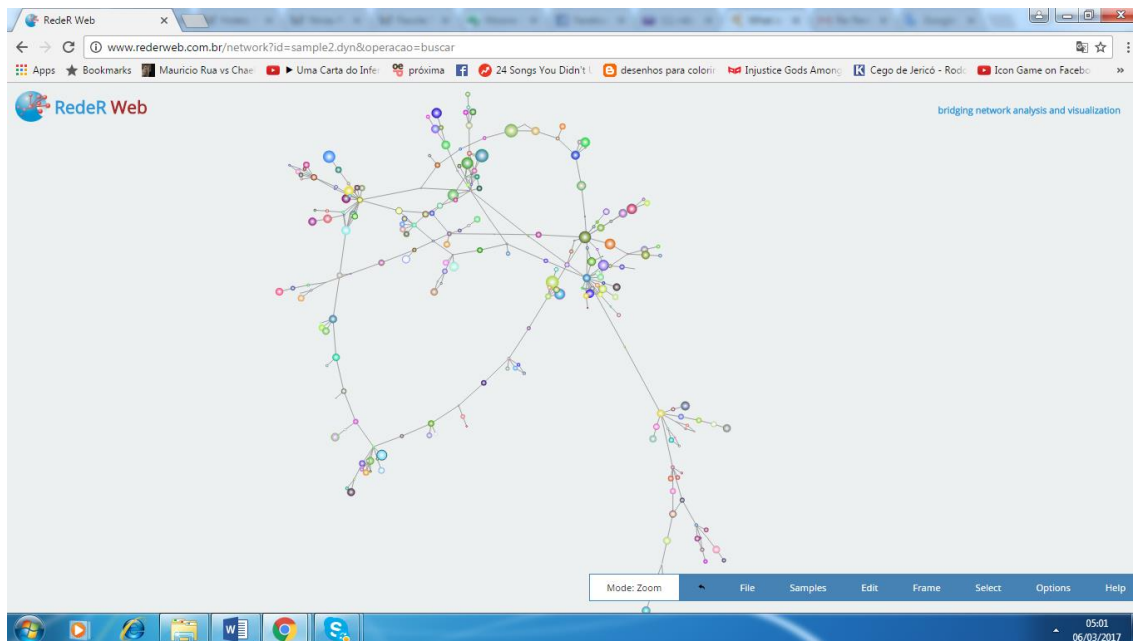 RedeR Web
www.rederweb.com.br/network?id=sample2.dyn&operacao=buscar
Apps Bookmarks Mauricio Rua vs Chae Uma Carta do Infer próxima 24 Songs You Didn't desenhos para colorir Injustice Gods Among Cego de Jericó - Rod Icon Game on Facebo »
RedeR Web
bridging network analysis and visualization
Mode: Zoom File Samples Edit Frame Select Options Help
05:01
06/03/2017